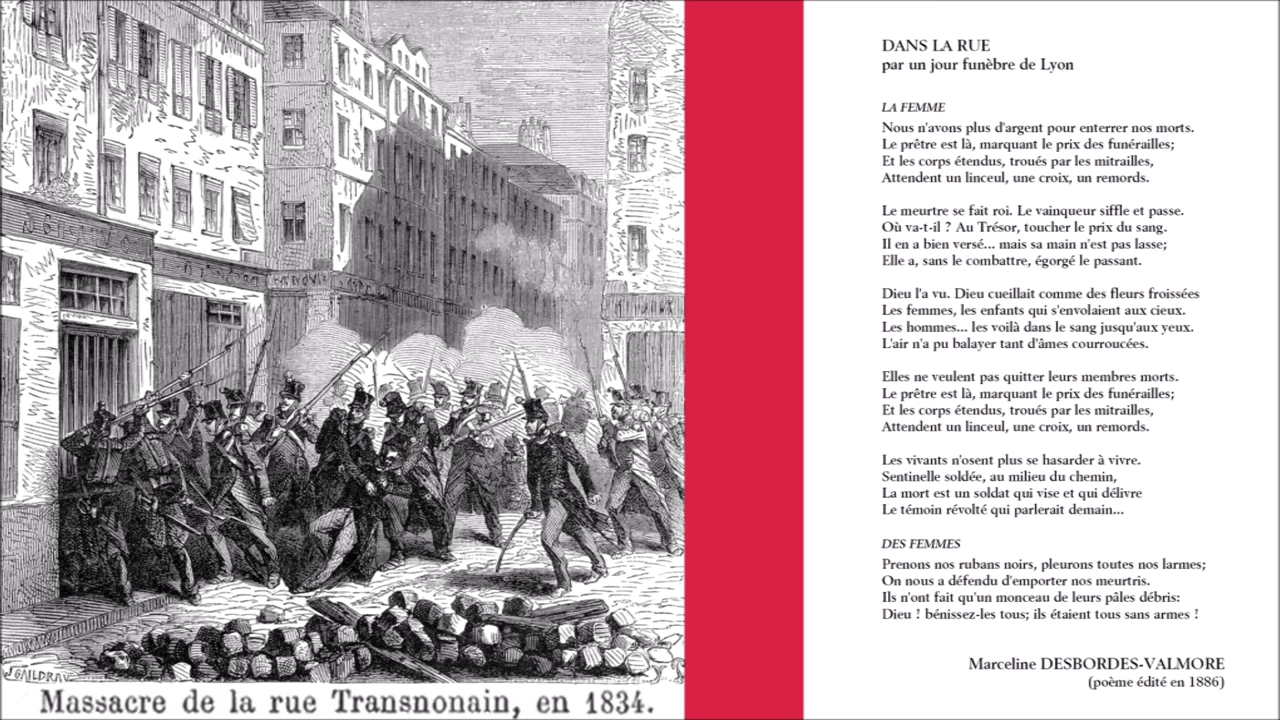 J GAILDRAU
Massacre de la rue Transnonain, en 1834.
DANS LA RUE
par un jour funèbre de Lyon
LA FEMME
Nous n'avons plus d'argent pour enterrer nos morts.
Le prêtre est là, marquant le prix des funérailles;
Et les corps étendus, troués par les mitrailles,
Attendent un linceul, une croix, un remords.
Le meurtre se fait roi. Le vainqueur siffle et passe.
Où va-t-il ? Au Trésor, toucher le prix du sang.
Il en a bien versé... mais sa main n'est pas lasse;
Elle a, sans le combattre, égorgé le passant.
Dieu l'a vu. Dieu cueillait comme des fleurs froissées
Les femmes, les enfants qui s'envolaient aux cieux.
Les hommes... les voilà dans le sang jusqu'aux yeux.
L'air n'a pu balayer tant d'âmes courroucées.
Elles ne veulent pas quitter leurs membres morts.
Le prêtre est là, marquant le prix des funérailles;
Et les corps étendus, troués par les mitrailles,
Attendent un linceul, une croix, un remords.
Les vivants n'osent plus se hasarder à vivre.
Sentinelle soldée, au milieu du chemin,
La mort est un soldat qui vise et qui délivre
Le témoin révolté qui parlerait demain...
DES FEMMES
Prenons nos rubans noirs, pleurons toutes nos larmes;
On nous a défendu d'emporter nos meurtris.
Ils n'ont fait qu'un monceau de leurs pâles débris:
Dieu ! bénissez-les tous; ils étaient tous sans armes !
Marceline DESBORDES-VALMORE
(poème édité en 1886)